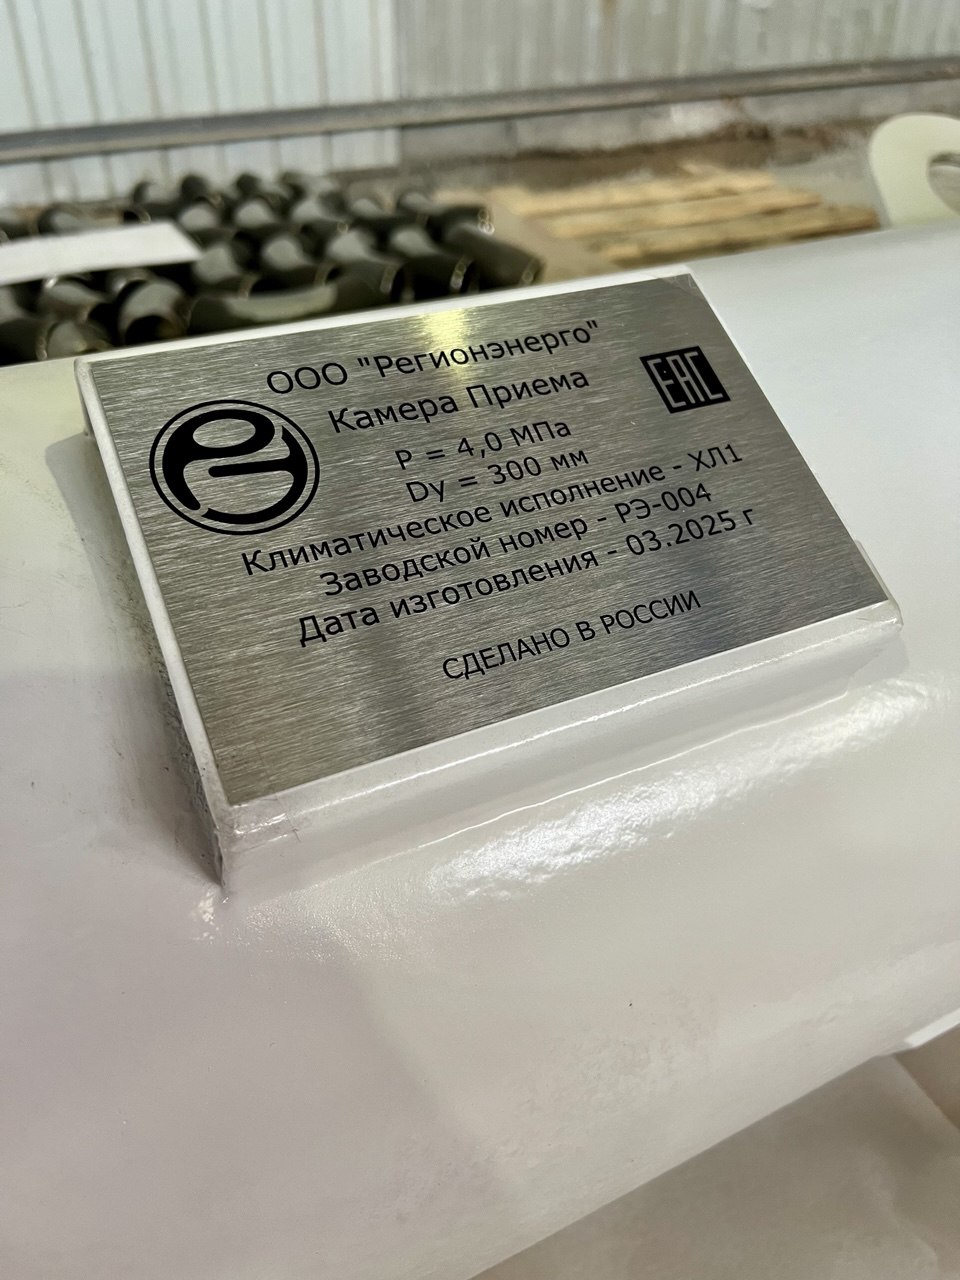 ООО "Регионэнерго"
Камера Приема
EAC
P = 4,0 МПа
Dy = 300 мм
Климатическое исполнение - ХЛ1
Заводской номер - РЭ-004
Дата изготовления - 03.2025 г
СДЕЛАНО В РОССИИ